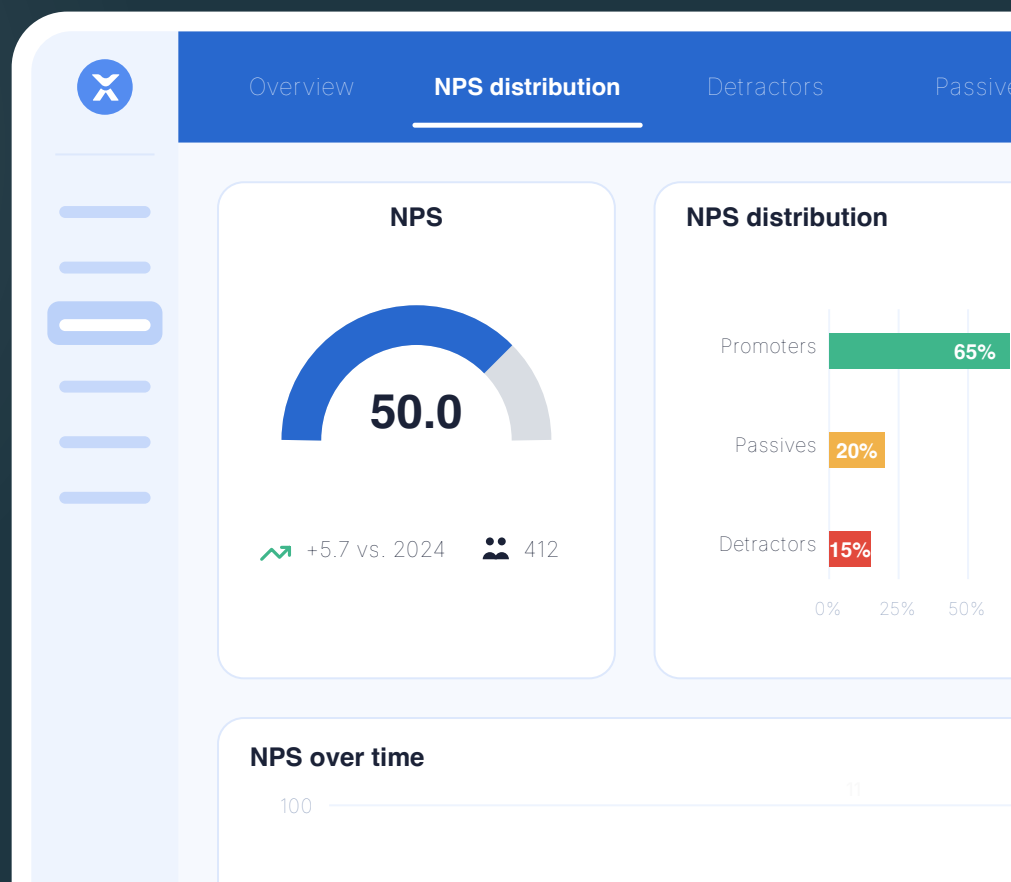 Overview
NPS distribution
Detractors
Passive
NPS
50.0
+5.7 vs. 2024
412
NPS distribution
Promoters
65%
Passives
20%
Detractors
15%
0%
25%
50%
NPS over time
11
100